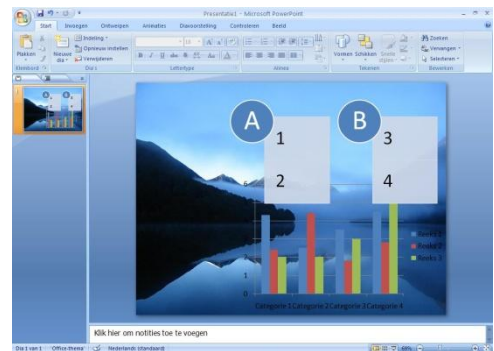 Presentatie1 - Microsoft PowerPoint
Start Invoegen Ontwerpen Animaties Diavoorstelling Controleren Beeld
Plakken
Klembord
Nieuwe dia
Indeling
Opnieuw instellen
Verwijderen
Dia's
Lettertype
Alinea
Vormen Schikken Snelle stijlen
Tekenen
Zoeken
Vervangen
Selecteren
Bewerken
A
1
2
B
3
4
Reeks 1
Reeks 2
Reeks 3
1
0
Categorie 1 Categorie 2 Categorie 3 Categorie 4
Klik hier om notities toe te voegen
Dia 1 van 1 Office-thema Nederlands (standaard) 69%